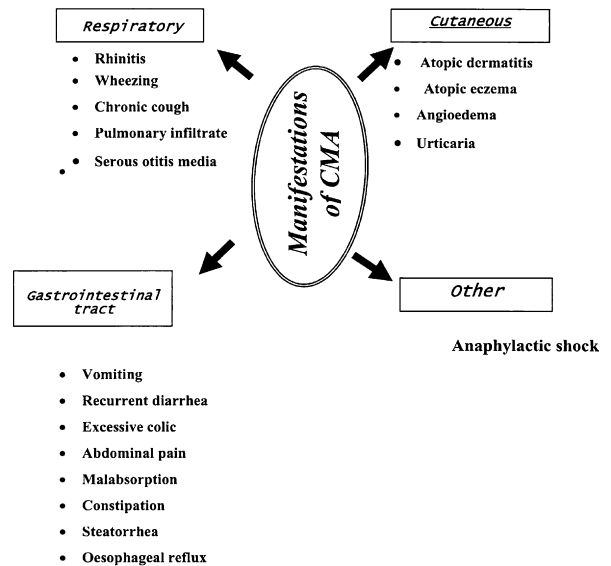 Respiratory
• Rhinitis
• Wheezing
• Chronic cough
• Pulmonary infiltrate
• Serous otitis media
•
Cutaneous
• Atopic dermatitis
• Atopic eczema
• Angioedema
• Urticaria
Manifestations
of CMA
Gastrointestinal
tract
• Vomiting
• Recurrent diarrhea
• Excessive colic
• Abdominal pain
• Malabsorption
• Constipation
• Steatorrhea
• Oesophageal reflux
Other
Anaphylactic shock